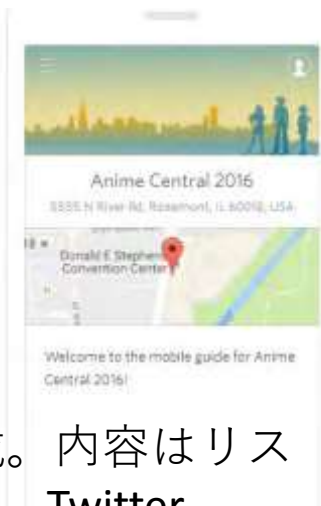 Anime Central 2016
5555 N River Rd, Rosemont, IL 60018, USA
Donald E Stephens
Convention Center
Welcome to the mobile guide for Anime
Central 2016!
。内容はリス
Twitter